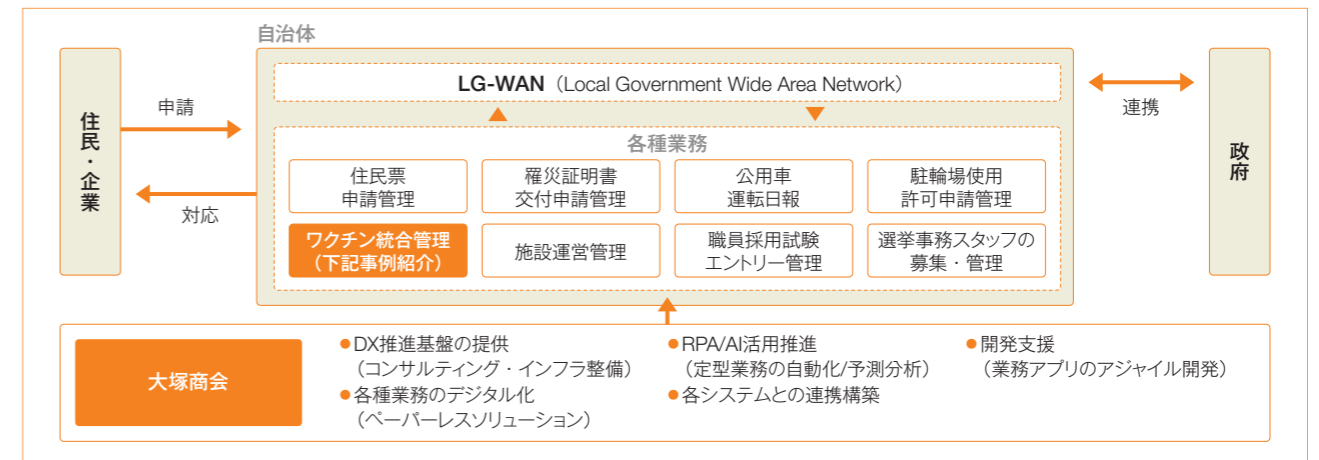 自治体
LG-WAN（Local Government Wide Area Network）
住民・企業
申請
対応
連携
政府
各種業務
住民票
申請管理
罹災証明書
交付申請管理
公用車
運転日報
駐輪場使用
許可申請管理
ワクチン統合管理
（下記事例紹介）
施設運営管理
職員採用試験
エントリー管理
選挙事務スタッフの
募集・管理
大塚商会
●DX推進基盤の提供
（コンサルティング・インフラ整備）
●各種業務のデジタル化
（ペーパーレスソリューション）
●RPA/AI活用推進
（定型業務の自動化/予測分析）
●各システムとの連携構築
●開発支援
（業務アプリのアジャイル開発）